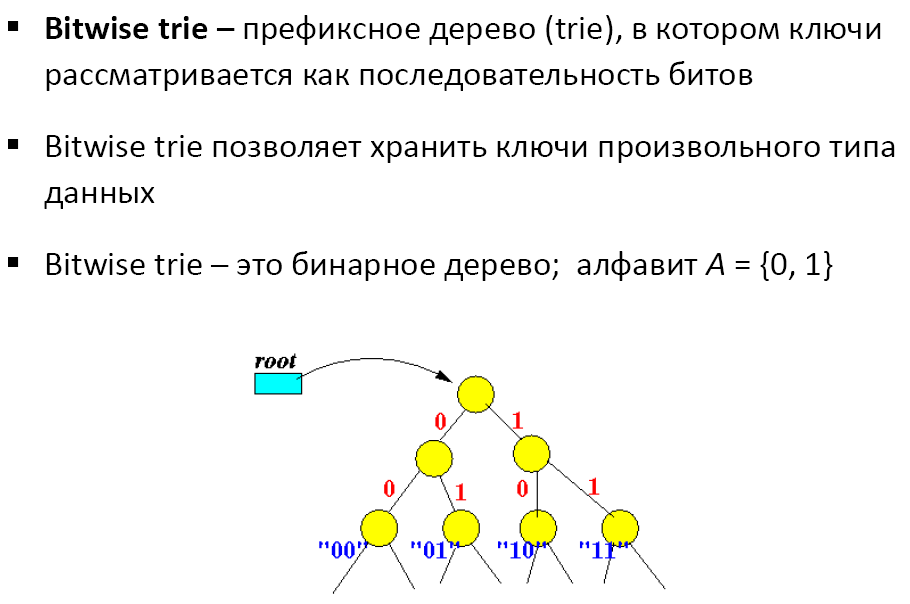 ▪ Bitwise trie – префиксное дерево (trie), в котором ключи
рассматривается как последовательность битов
▪ Bitwise trie позволяет хранить ключи произвольного типа
данных
▪ Bitwise trie – это бинарное дерево; алфавит A = {0, 1}
root
0 1
0 1 0 1
"00" "01" "10" "11"